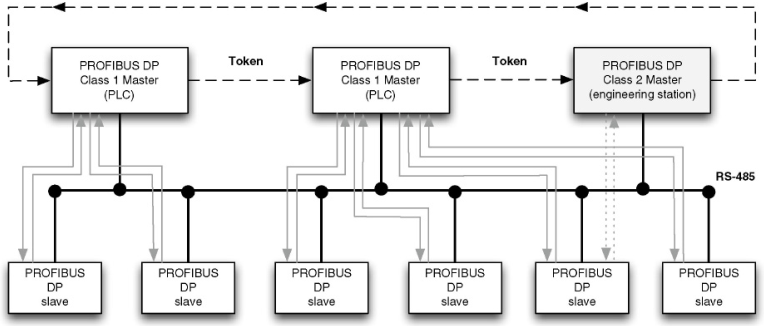 PROFIBUS DP
Class 1 Master
(PLC)
Token
PROFIBUS DP
Class 1 Master
(PLC)
Token
PROFIBUS DP
Class 2 Master
(engineering station)
RS-485
PROFIBUS
DP
slave
PROFIBUS
DP
slave
PROFIBUS
DP
slave
PROFIBUS
DP
slave
PROFIBUS
DP
slave
PROFIBUS
DP
slave